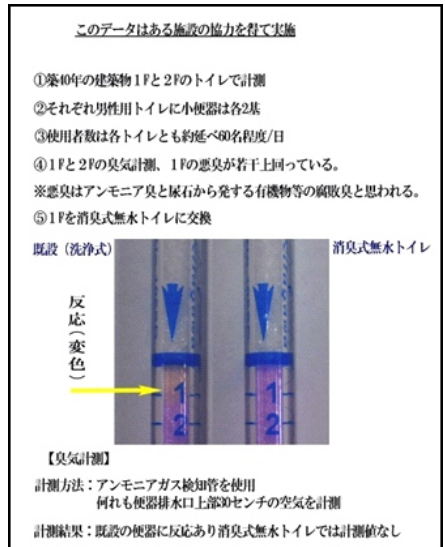 このデータはある施設の協力を得て実施
①築40年の建築物1Fと2Fのトイレで計測
②それぞれ男性用トイレに小便器は各2基
③使用者数は各トイレとも約延べ60名程度/日
④1Fと2Fの臭気計測、1Fの悪臭が若干上回っている。
※悪臭はアンモニア臭と尿石から発する有機物等の腐敗臭と思われる。
⑤1Fを消臭式無水トイレに交換
既設（洗浄式）
消臭式無水トイレ
反応（変色）
1
2
1
2
【臭気計測】
計測方法：アンモニアガス検知管を使用
何れも便器排水口上部30センチの空気を計測
計測結果：既設の便器に反応あり消臭式無水トイレでは計測値なし